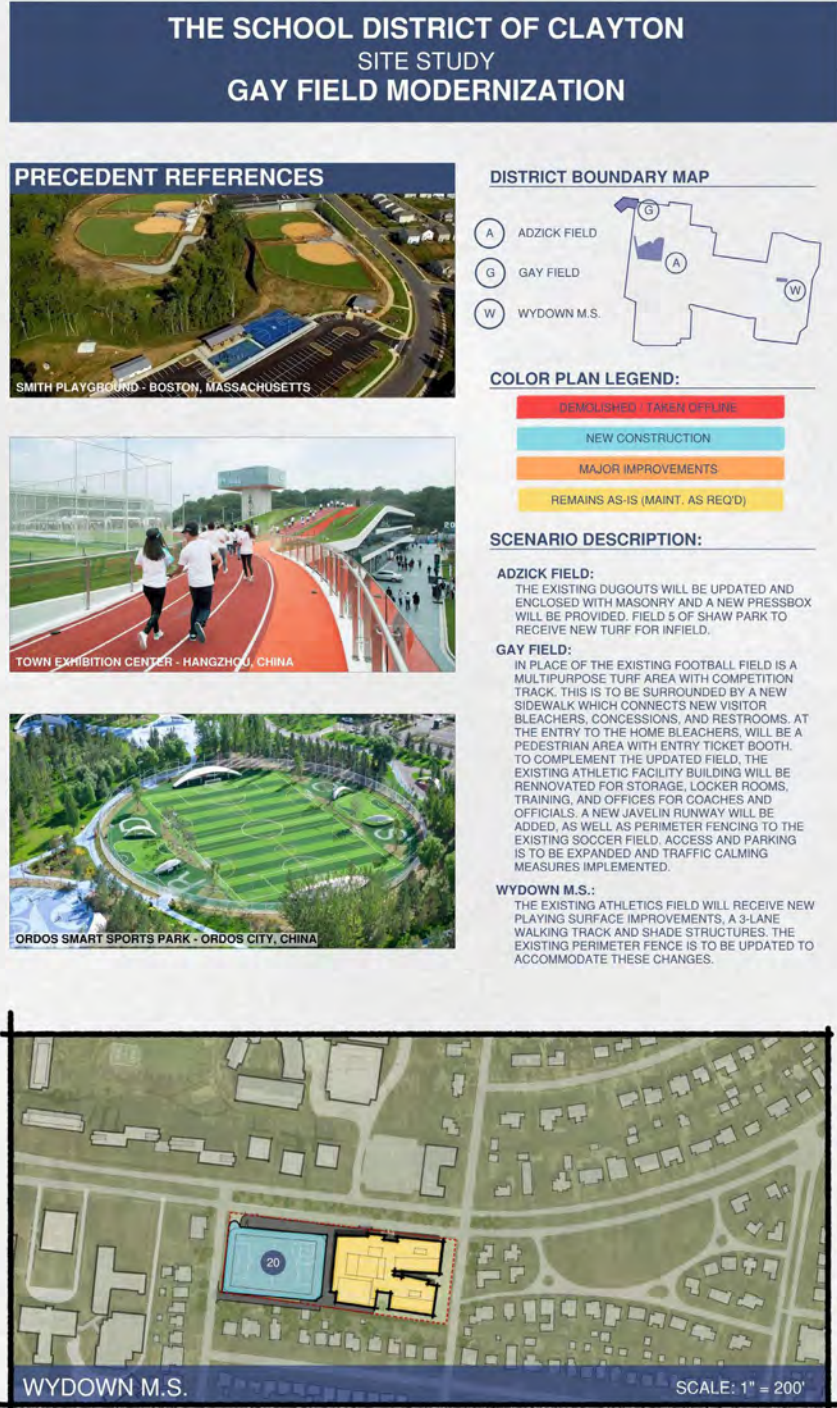 THE SCHOOL DISTRICT OF CLAYTON
SITE STUDY
GAY FIELD MODERNIZATION
PRECEDENT REFERENCES
SMITH PLAYGROUND - BOSTON, MASSACHUSETTS
TOWN EXHIBITION CENTER - HANGZHOU, CHINA
ORDOS SMART SPORTS PARK - ORDOS CITY, CHINA
DISTRICT BOUNDARY MAP
A ADZICK FIELD
G GAY FIELD
W WYDOWN M.S.
G
A
W
COLOR PLAN LEGEND:
DEMOLISHED / TAKEN OFFLINE
NEW CONSTRUCTION
MAJOR IMPROVEMENTS
REMAINS AS-IS (MAINT. AS REQ'D)
SCENARIO DESCRIPTION:
ADZICK FIELD:
THE EXISTING DUGOUTS WILL BE UPDATED AND
ENCLOSED WITH MASONRY AND A NEW PRESSBOX
WILL BE PROVIDED. FIELD 5 OF SHAW PARK TO
RECEIVE NEW TURF FOR INFIELD.
GAY FIELD:
IN PLACE OF THE EXISTING FOOTBALL FIELD IS A
MULTIPURPOSE TURF AREA WITH COMPETITION
TRACK. THIS IS TO BE SURROUNDED BY A NEW
SIDEWALK WHICH CONNECTS NEW VISITOR
BLEACHERS, CONCESSIONS, AND RESTROOMS. AT
THE ENTRY TO THE HOME BLEACHERS, WILL BE A
PEDESTRIAN AREA WITH ENTRY TICKET BOOTH.
TO COMPLEMENT THE UPDATED FIELD, THE
EXISTING ATHLETIC FACILITY BUILDING WILL BE
RENNOVATED FOR STORAGE, LOCKER ROOMS,
TRAINING, AND OFFICES FOR COACHES AND
OFFICIALS. A NEW JAVELIN RUNWAY WILL BE
ADDED, AS WELL AS PERIMETER FENCING TO THE
EXISTING SOCCER FIELD. ACCESS AND PARKING
IS TO BE EXPANDED AND TRAFFIC CALMING
MEASURES IMPLEMENTED.
WYDOWN M.S.:
THE EXISTING ATHLETICS FIELD WILL RECEIVE NEW
PLAYING SURFACE IMPROVEMENTS, A 3-LANE
WALKING TRACK AND SHADE STRUCTURES. THE
EXISTING PERIMETER FENCE IS TO BE UPDATED TO
ACCOMMODATE THESE CHANGES.
20
WYDOWN M.S.
SCALE: 1" = 200'